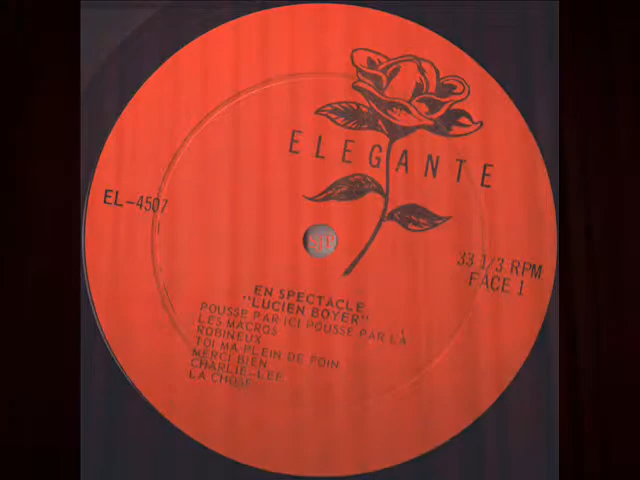 ELEGANTE
EL-4507
33 1/3 RPM
FACE 1
EN SPECTACLE
"LUCIEN BOYER"
POUSSE PAR ICI POUSSE PAR LA
LES MACROS
ROBINEUX
TOI MA PLEIN DE FOIN
MERCI BIEN
CHARLIE-LEE
LA CHOSE